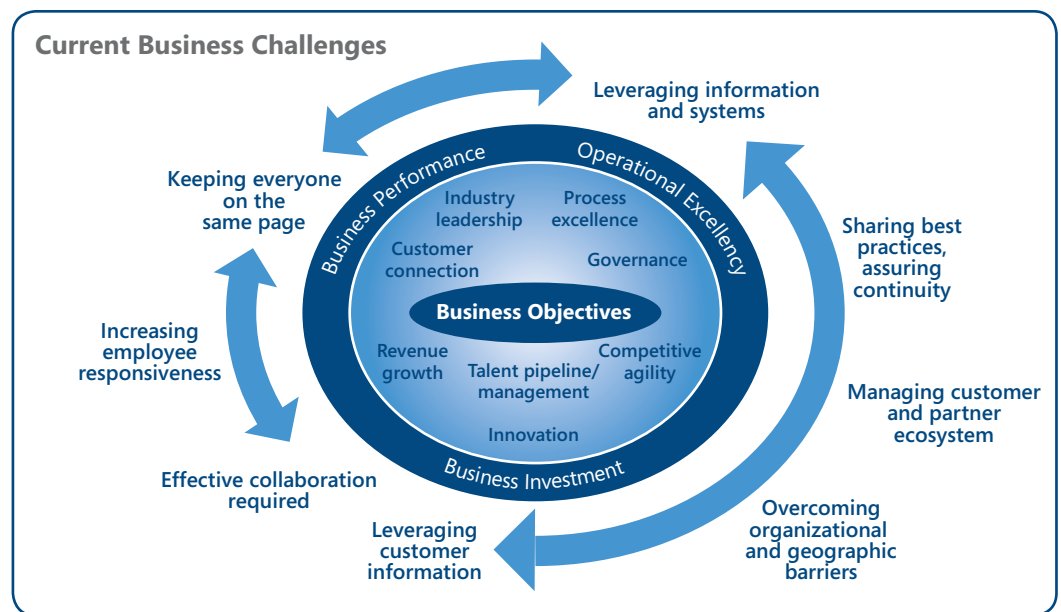 Current Business Challenges
Leveraging information
and systems
Keeping everyone
on the
same page
Business Performance
Operational Excellency
Industry
leadership
Process
excellence
Customer
connection
Governance
Sharing best
practices,
assuring
continuity
Business Objectives
Increasing
employee
responsiveness
Revenue
growth
Talent pipeline/
management
Competitive
agility
Managing customer
and partner
ecosystem
Innovation
Business Investment
Effective collaboration
required
Leveraging
customer
information
Overcoming
organizational
and geographic
barriers